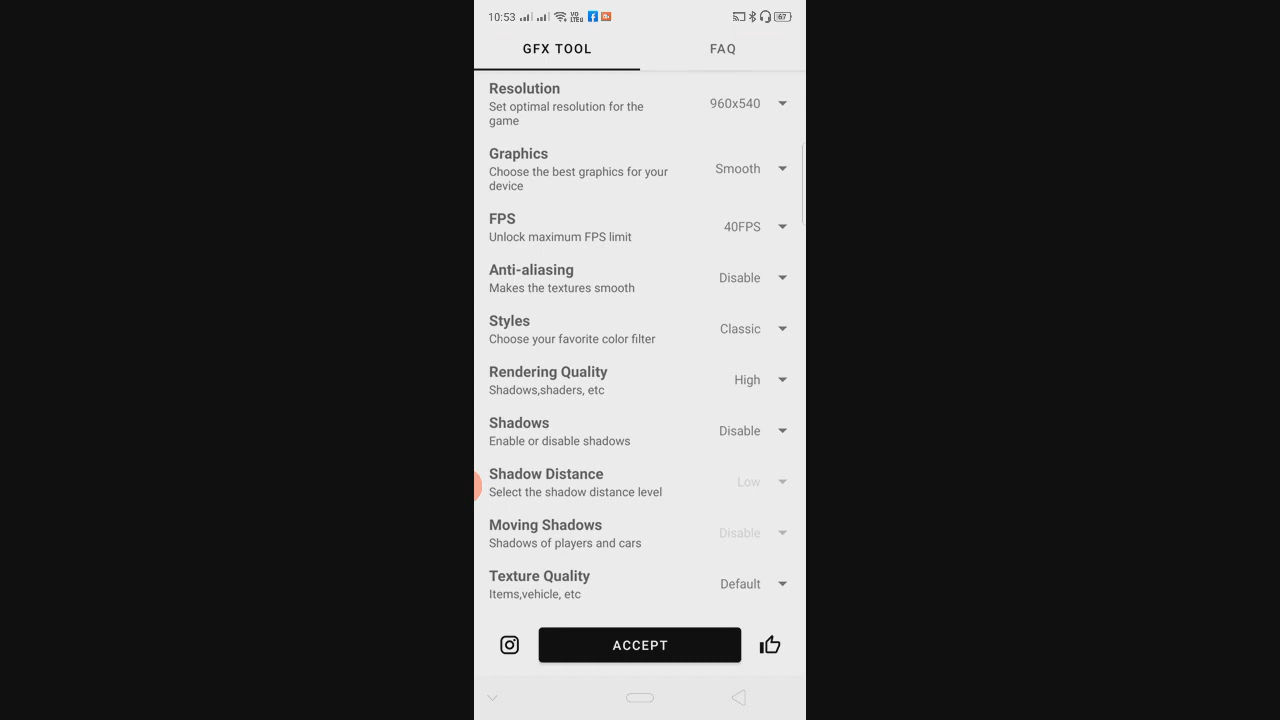 10:53
VO
LTE
67
GFX TOOL
FAQ
Resolution
Set optimal resolution for the
game
960x540
Graphics
Choose the best graphics for your
device
Smooth
FPS
Unlock maximum FPS limit
40FPS
Anti-aliasing
Makes the textures smooth
Disable
Styles
Choose your favorite color filter
Classic
Rendering Quality
Shadows,shaders, etc
High
Shadows
Enable or disable shadows
Disable
Shadow Distance
Select the shadow distance level
Low
Moving Shadows
Shadows of players and cars
Disable
Texture Quality
Items,vehicle, etc
Default
ACCEPT